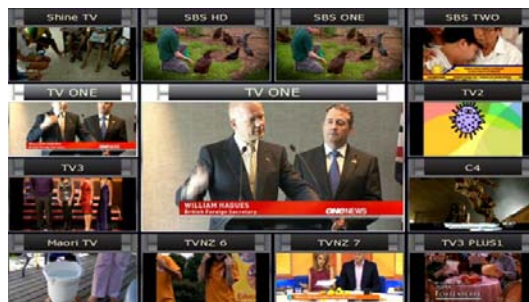 Shine TV
SBS HD
SBS ONE
SBS TWO
TV ONE
TV ONE
TV2
WILLIAM HAGUES
British Foreign Secretary
ONE NEWS
TV3
C4
Maori TV
TVNZ 6
TVNZ 7
TV3 PLUS1